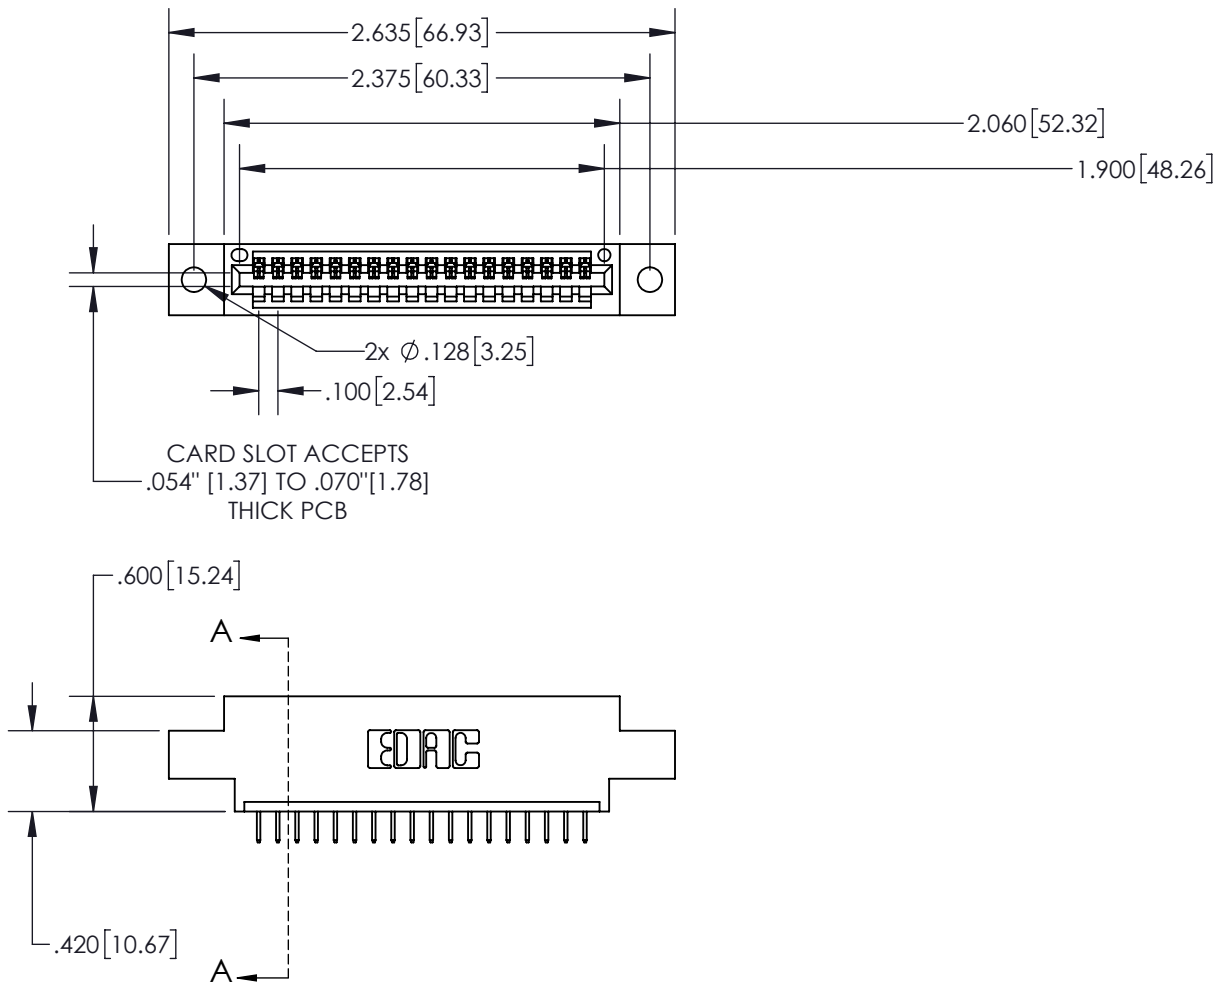 2.635[66.93]
2.375[60.33]
2.060[52.32]
1.900[48.26]
2x Ø.128[3.25]
.100[2.54]
CARD SLOT ACCEPTS
.054" [1.37] TO .070"[1.78]
THICK PCB
.600[15.24]
A
EDAC
.420[10.67]
A